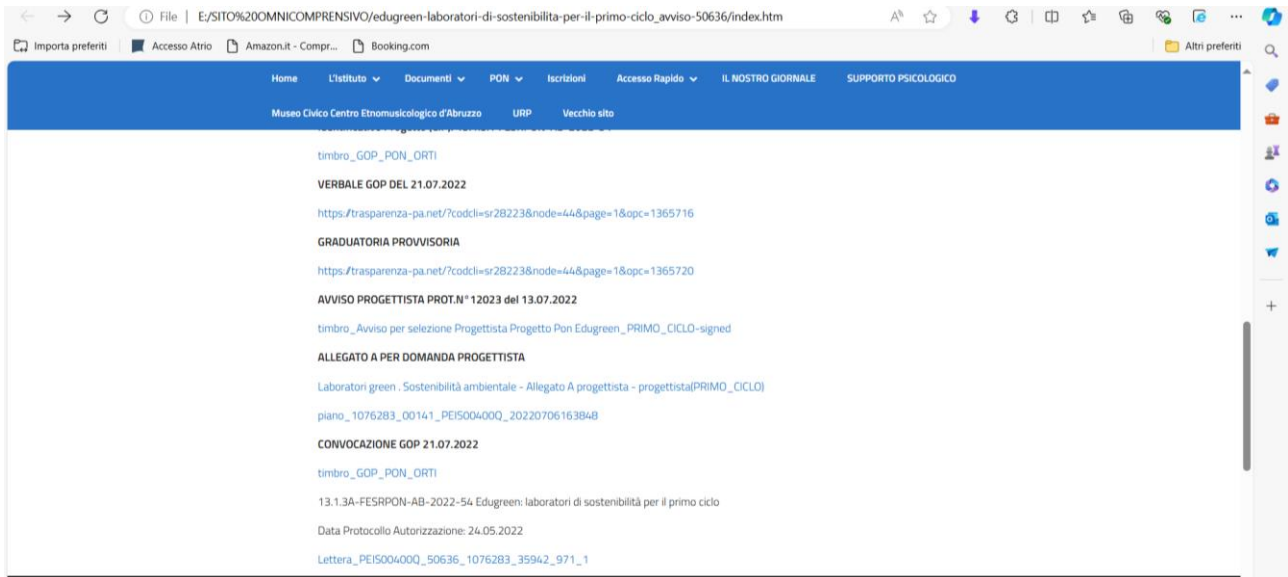 File | E:/SITO%20OMNICOMPRENSIVO/edugreen-laboratori-di-sostenibilita-per-il-primo-ciclo_avviso-50636/index.htm
Importa preferiti Accesso Atrio Amazon.it - Compr... Booking.com Altri preferiti
Home L'Istituto Documenti PON Iscrizioni Accesso Rapido IL NOSTRO GIORNALE SUPPORTO PSICOLOGICO
Museo Civico Centro Etnomusicologico d'Abruzzo URP Vecchio sito
timbro_GOP_PON_ORTI
VERBALE GOP DEL 21.07.2022
https://trasparenza-pa.net/?codcli=sr28223&node=44&page=1&opc=1365716
GRADUATORIA PROVVISORIA
https://trasparenza-pa.net/?codcli=sr28223&node=44&page=1&opc=1365720
AVVISO PROGETTISTA PROT.N°12023 del 13.07.2022
timbro_Avviso per selezione Progettista Progetto Pon Edugreen_PRIMO_CICLO-signed
ALLEGATO A PER DOMANDA PROGETTISTA
Laboratori green . Sostenibilità ambientale - Allegato A progettista - progettista(PRIMO_CICLO)
piano_1076283_00141_PEIS00400Q_20220706163848
CONVOCAZIONE GOP 21.07.2022
timbro_GOP_PON_ORTI
13.1.3A-FESRPON-AB-2022-54 Edugreen: laboratori di sostenibilità per il primo ciclo
Data Protocollo Autorizzazione: 24.05.2022
Lettera_PEIS00400Q_50636_1076283_35942_971_1